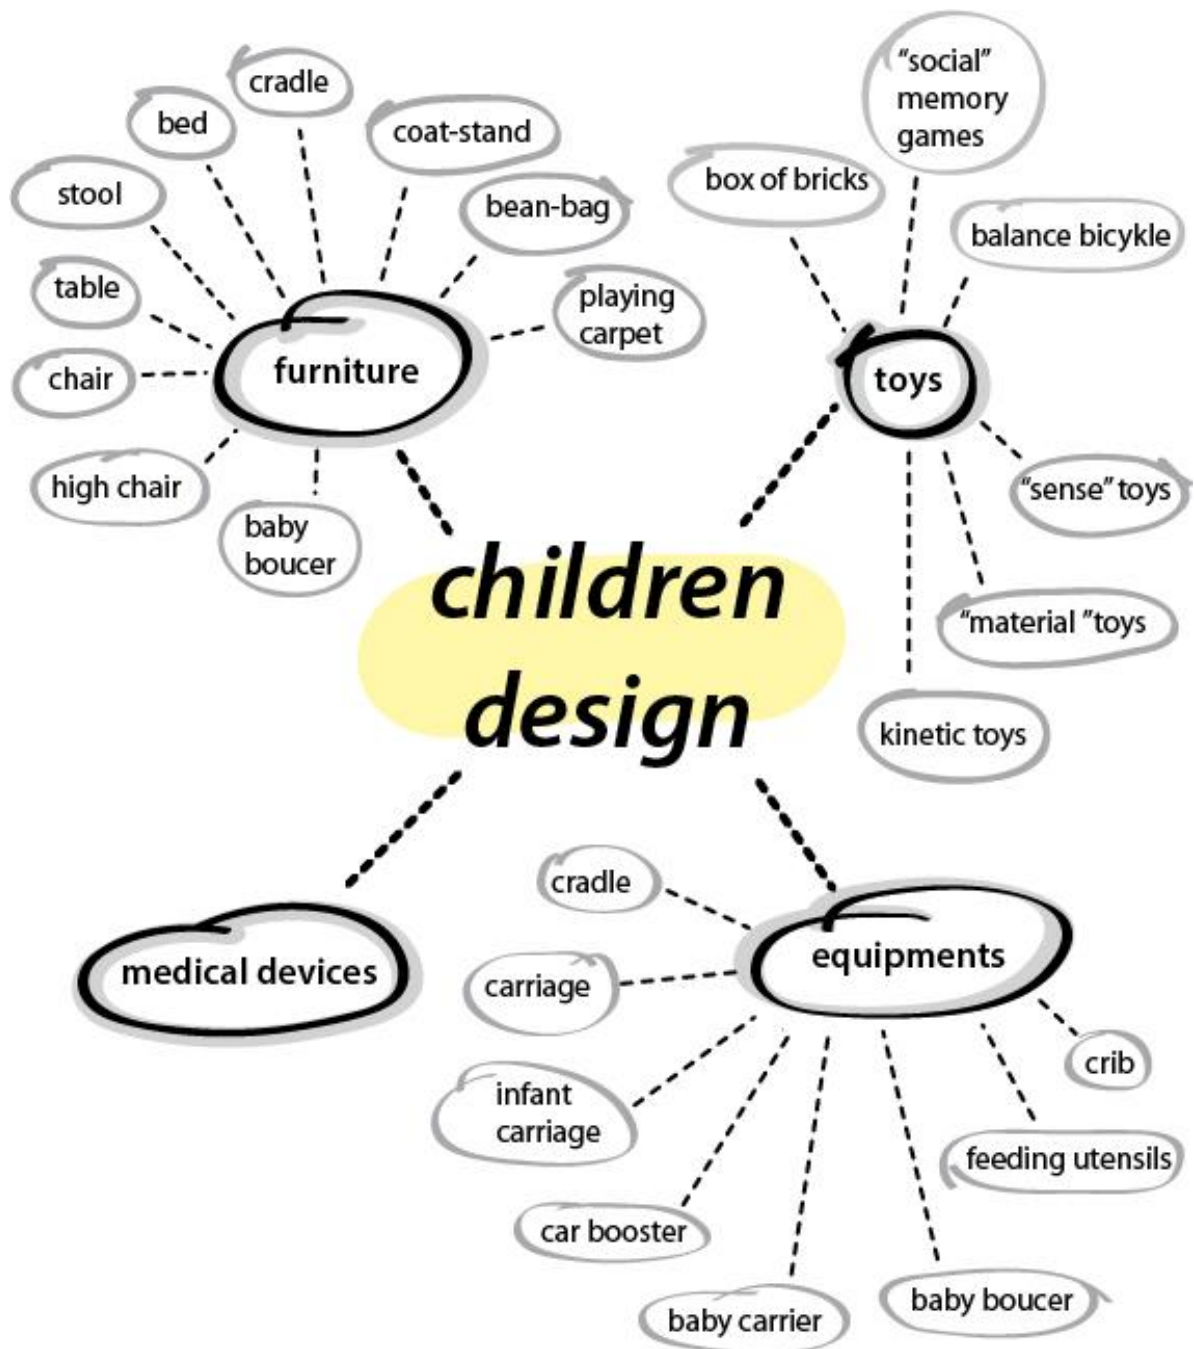 cradle
bed
coat-stand
stool
bean-bag
table
playing
carpet
chair
furniture
high chair
baby
boucer
"social"
memory
games
box of bricks
balance bicykle
toys
"sense" toys
"material "toys
kinetic toys
children
design
medical devices
cradle
equipments
carriage
crib
infant
carriage
feeding utensils
car booster
baby boucer
baby carrier